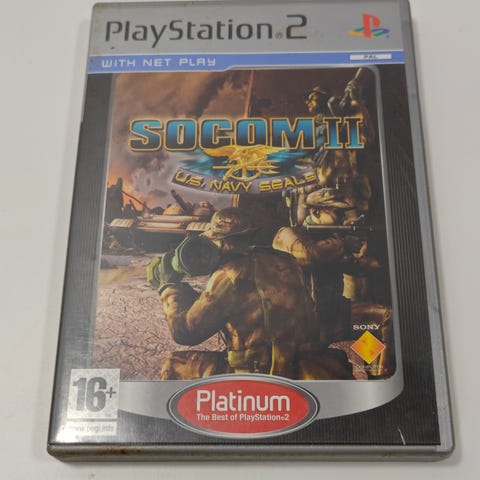 PlayStation®2
WITH NET PLAY
PAL
SOCOM II
U.S. NAVY SEALS
SONY
16+
www.pegi.info
Platinum
The Best of PlayStation®2